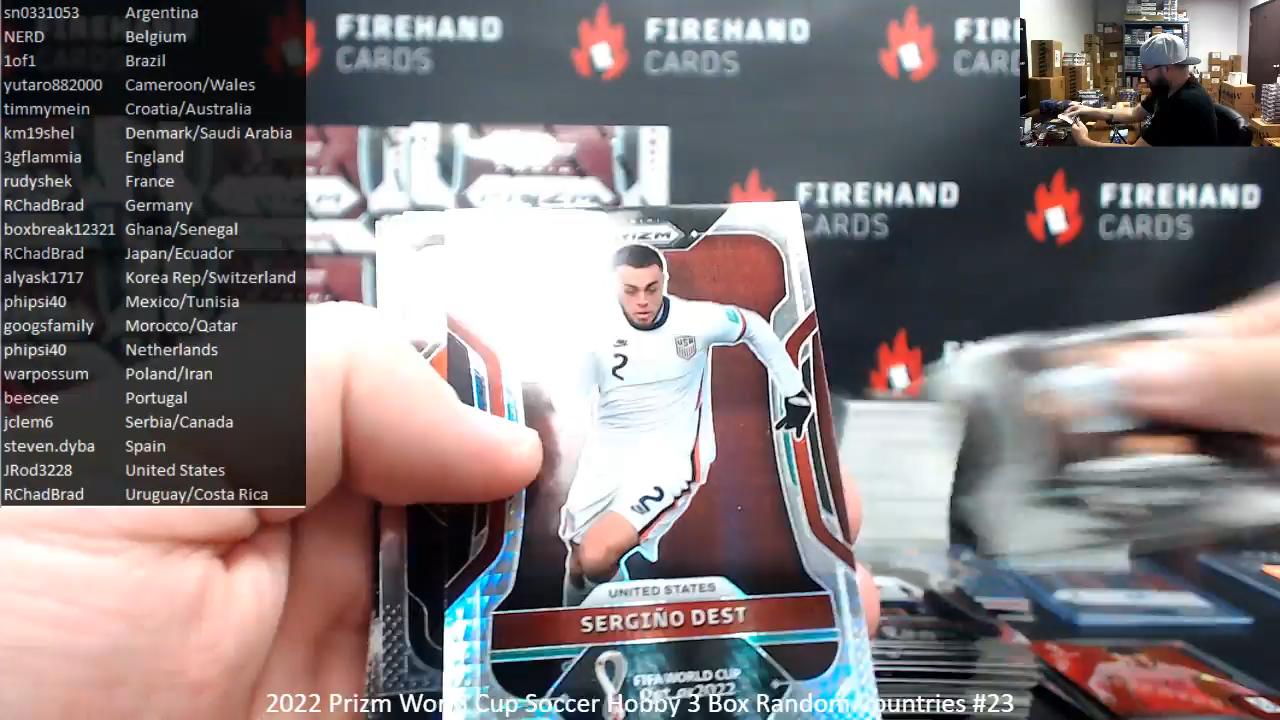 sn0331053 Argentina
NERD Belgium
1of1 Brazil
yutaro882000 Cameroon/Wales
timmymein Croatia/Australia
km19shel Denmark/Saudi Arabia
3gflammia England
rudyshek France
RChadBrad Germany
boxbreak12321 Ghana/Senegal
RChadBrad Japan/Ecuador
alyask1717 Korea Rep/Switzerland
phipsi40 Mexico/Tunisia
googsfamily Morocco/Qatar
phipsi40 Netherlands
warpossum Poland/Iran
beecee Portugal
jclem6 Serbia/Canada
steven.dyba Spain
JRod3228 United States
RChadBrad Uruguay/Costa Rica
FIREHAND
CARDS
FIREHAND
CARDS
FIREHAND
CARDS
FIREHAND
CARDS
2
USA
2
UNITED STATES
SERGIÑO DEST
FIFA WORLD CUP
Qatar2022
2022 Prizm World Cup Soccer Hobby 3 Box Random Countries #23